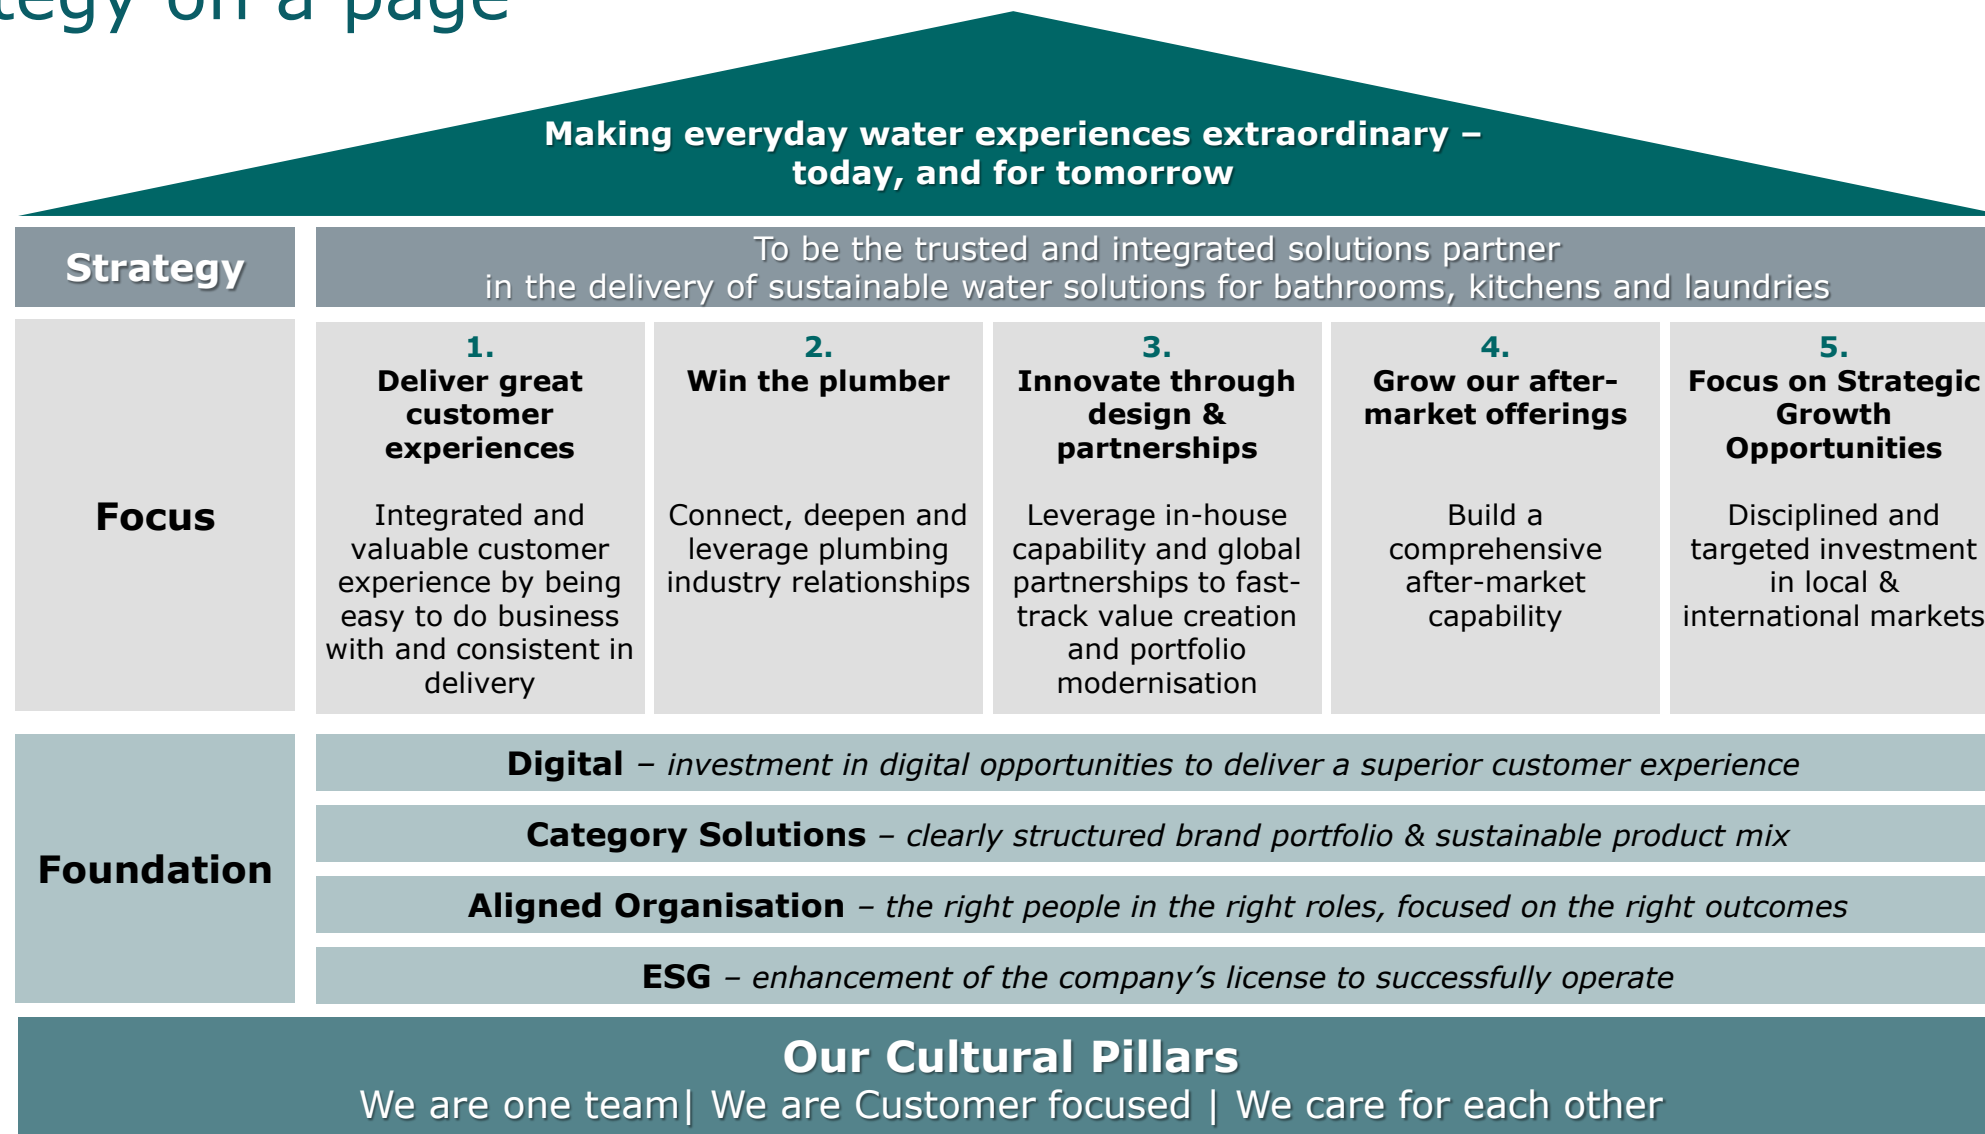 tegy on a page
Making everyday water experiences extraordinary –
today, and for tomorrow
Strategy
To be the trusted and integrated solutions partner
in the delivery of sustainable water solutions for bathrooms, kitchens and laundries
Focus
1.
Deliver great
customer
experiences
Integrated and
valuable customer
experience by being
easy to do business
with and consistent in
delivery
2.
Win the plumber
Connect, deepen and
leverage plumbing
industry relationships
3.
Innovate through
design &
partnerships
Leverage in-house
capability and global
partnerships to fast-
track value creation
and portfolio
modernisation
4.
Grow our after-
market offerings
Build a
comprehensive
after-market
capability
5.
Focus on Strategic
Growth
Opportunities
Disciplined and
targeted investment
in local &
international markets
Foundation
Digital – investment in digital opportunities to deliver a superior customer experience
Category Solutions – clearly structured brand portfolio & sustainable product mix
Aligned Organisation – the right people in the right roles, focused on the right outcomes
ESG – enhancement of the company’s license to successfully operate
Our Cultural Pillars
We are one team| We are Customer focused | We care for each other